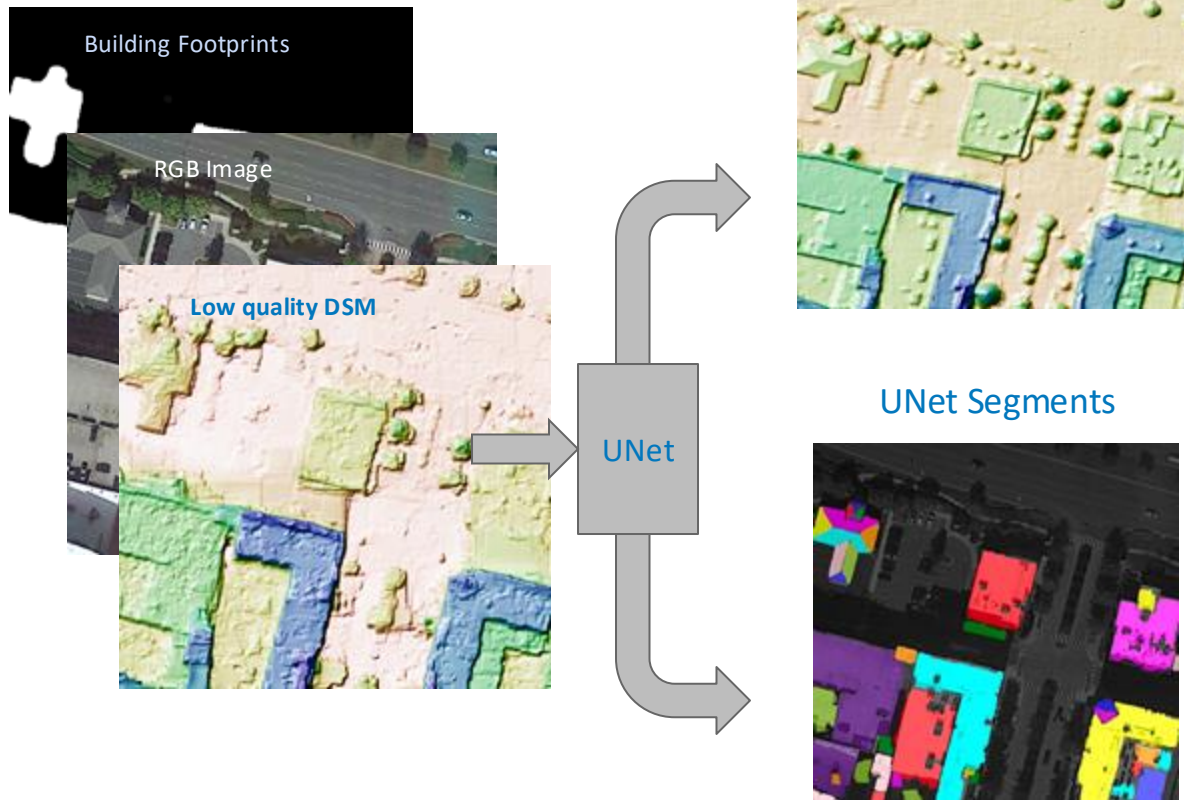 Building Footprints
RGB Image
Low quality DSM
UNet
UNet Segments